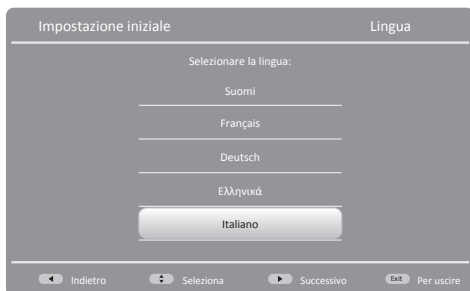 Impostazione iniziale Lingua
Selezionare la lingua:
Suomi
Français
Deutsch
Ελληνικά
Italiano
Indietro Seleziona Successivo Exit Per uscire